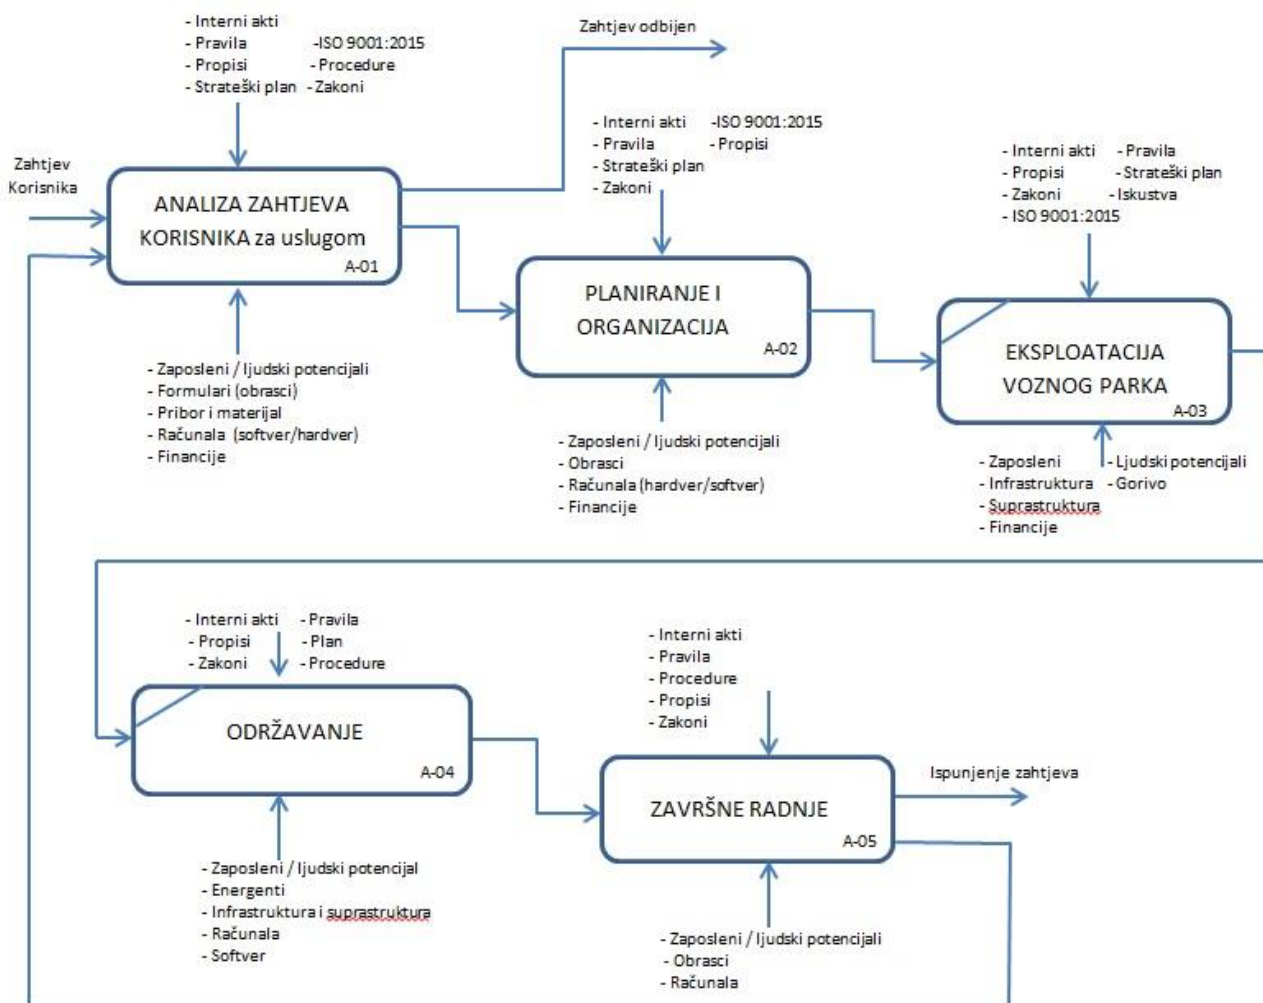 - Interni akti
- Pravila -ISO 9001:2015
- Propisi - Procedure
- Strateški plan - Zakoni
Zahtjev odbijen
Zahtjev
Korisnika
ANALIZA ZAHTJEVA
KORISNIKA za uslugom
A-01
- Zaposleni / ljudski potencijali
- Formulari (obrasci)
- Pribor i materijal
- Računala (softver/hardver)
- Financije
- Interni akti -ISO 9001:2015
- Pravila - Propisi
- Strateški plan
- Zakoni
PLANIRANJE I
ORGANIZACIJA
A-02
- Zaposleni / ljudski potencijali
- Obrasci
- Računala (hardver/softver)
- Financije
- Interni akti - Pravila
- Propisi - Strateški plan
- Zakoni - Iskustva
- ISO 9001:2015
EKSPLOATACIJA
VOZNOG PARKA
A-03
- Zaposleni - Ljudski potencijali
- Infrastruktura - Gorivo
- Suprastruktura
- Financije
- Interni akti - Pravila
- Propisi - Plan
- Zakoni - Procedure
ODRŽAVANJE
A-04
- Zaposleni / ljudski potencijal
- Energenti
- Infrastruktura i suprastruktura
- Računala
- Softver
- Interni akti
- Pravila
- Procedure
- Propisi
- Zakoni
ZAVRŠNE RADNJE
A-05
Ispunjenje zahtjeva
- Zaposleni / ljudski potencijali
- Obrasci
- Računala